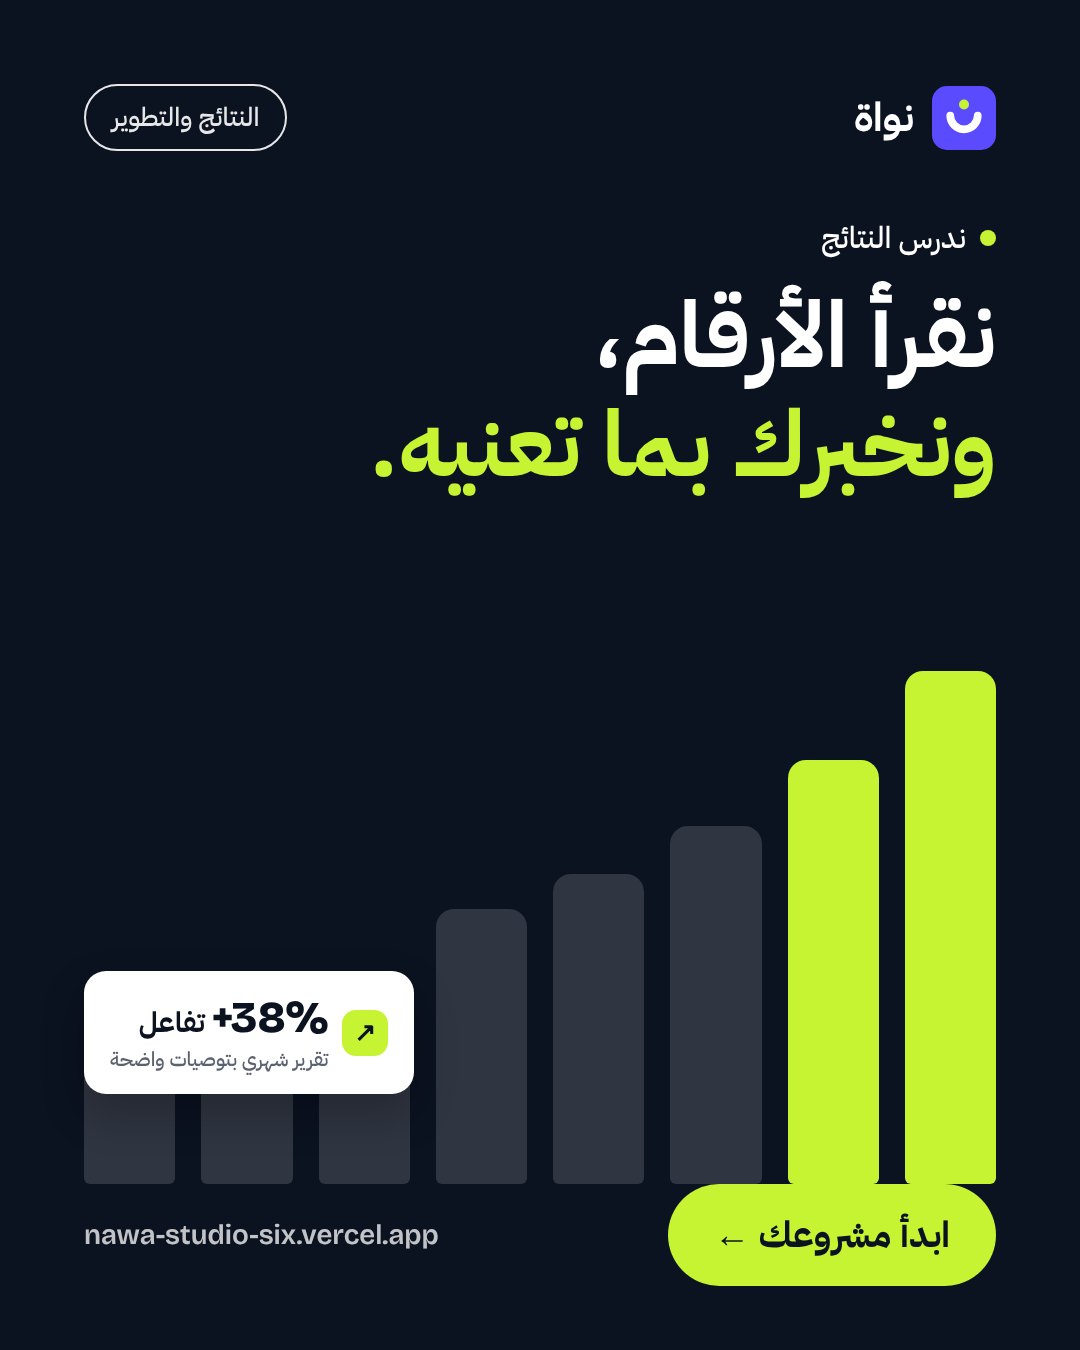 نواة
النتائج والتطوير
ندرس النتائج
نقرأ الأرقام،
ونخبرك بما تعنيه.
↗
+38% تفاعل
تقرير شهري بتوصيات واضحة
ابدأ مشروعك ←
nawa-studio-six.vercel.app